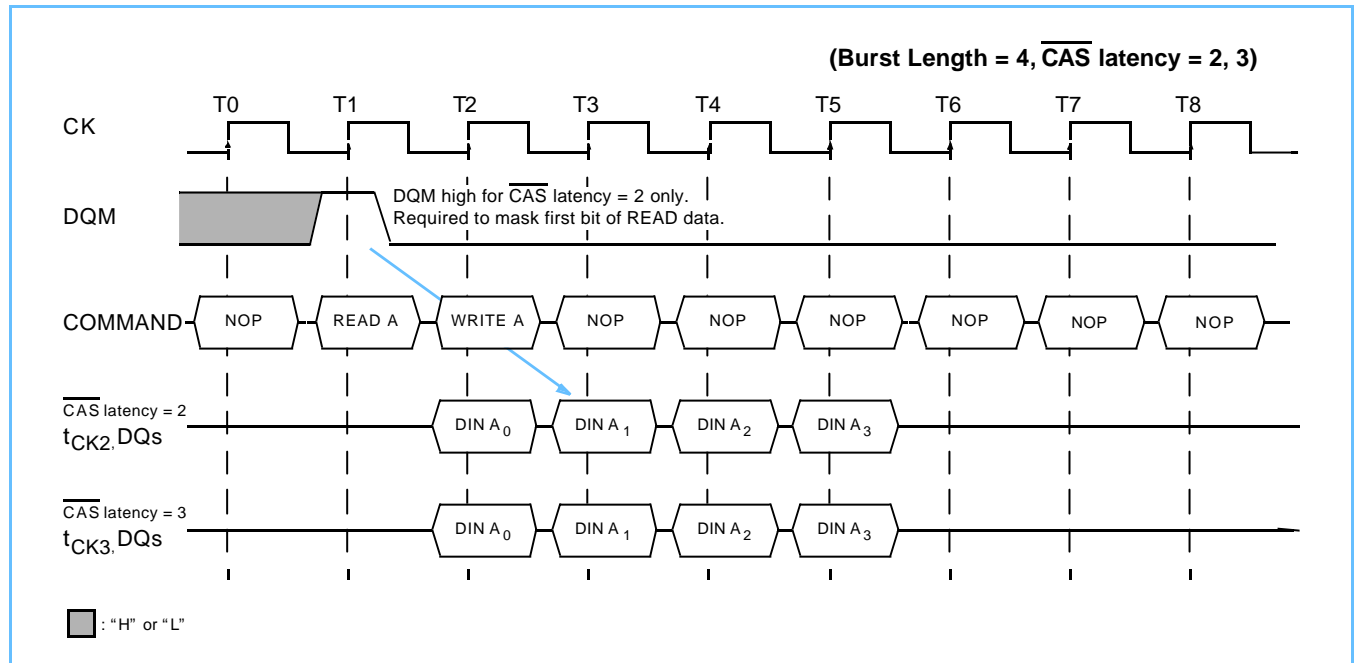 (Burst Length = 4, CAS latency = 2, 3)
T0 T1 T2 T3 T4 T5 T6 T7 T8
CK
DQM high for CAS latency = 2 only.
DQM
Required to mask first bit of READ data.
COMMAND NOP READ A WRITE A NOP NOP NOP NOP NOP NOP
CAS latency = 2
tCK2, DQs DIN A0 DIN A1 DIN A2 DIN A3
CAS latency = 3
tCK3, DQs DIN A0 DIN A1 DIN A2 DIN A3
: “H” or “L”